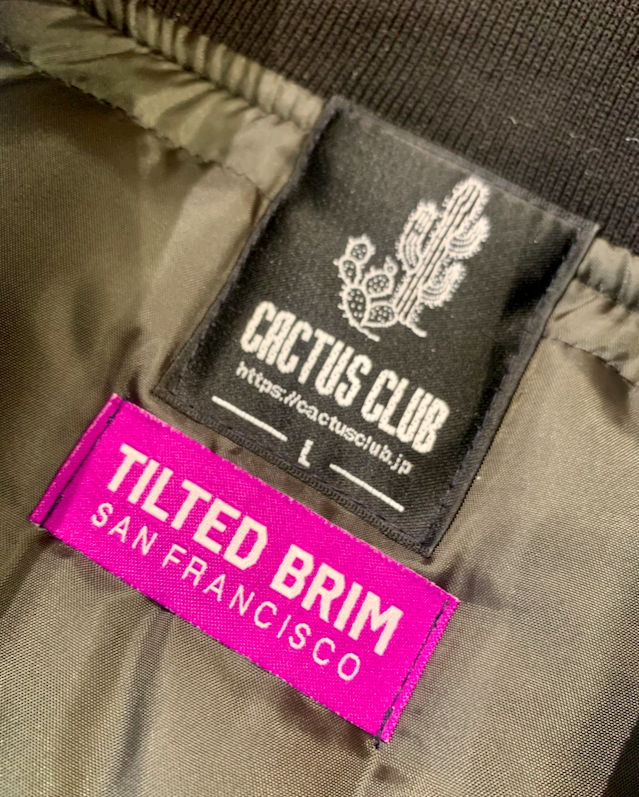 CACTUS CLUB
https://cactusclub.jp
L
TILTED BRIM
SAN FRANCISCO